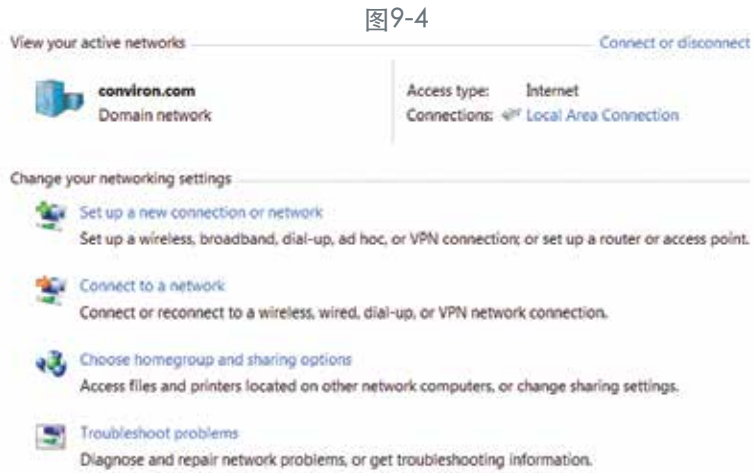 图9-4
View your active networks
Connect or disconnect
conviron.com
Domain network
Access type: Internet
Connections: Local Area Connection
Change your networking settings
Set up a new connection or network
Set up a wireless, broadband, dial-up, ad hoc, or VPN connection; or set up a router or access point.
Connect to a network
Connect or reconnect to a wireless, wired, dial-up, or VPN network connection.
Choose homegroup and sharing options
Access files and printers located on other network computers, or change sharing settings.
Troubleshoot problems
Diagnose and repair network problems, or get troubleshooting information.